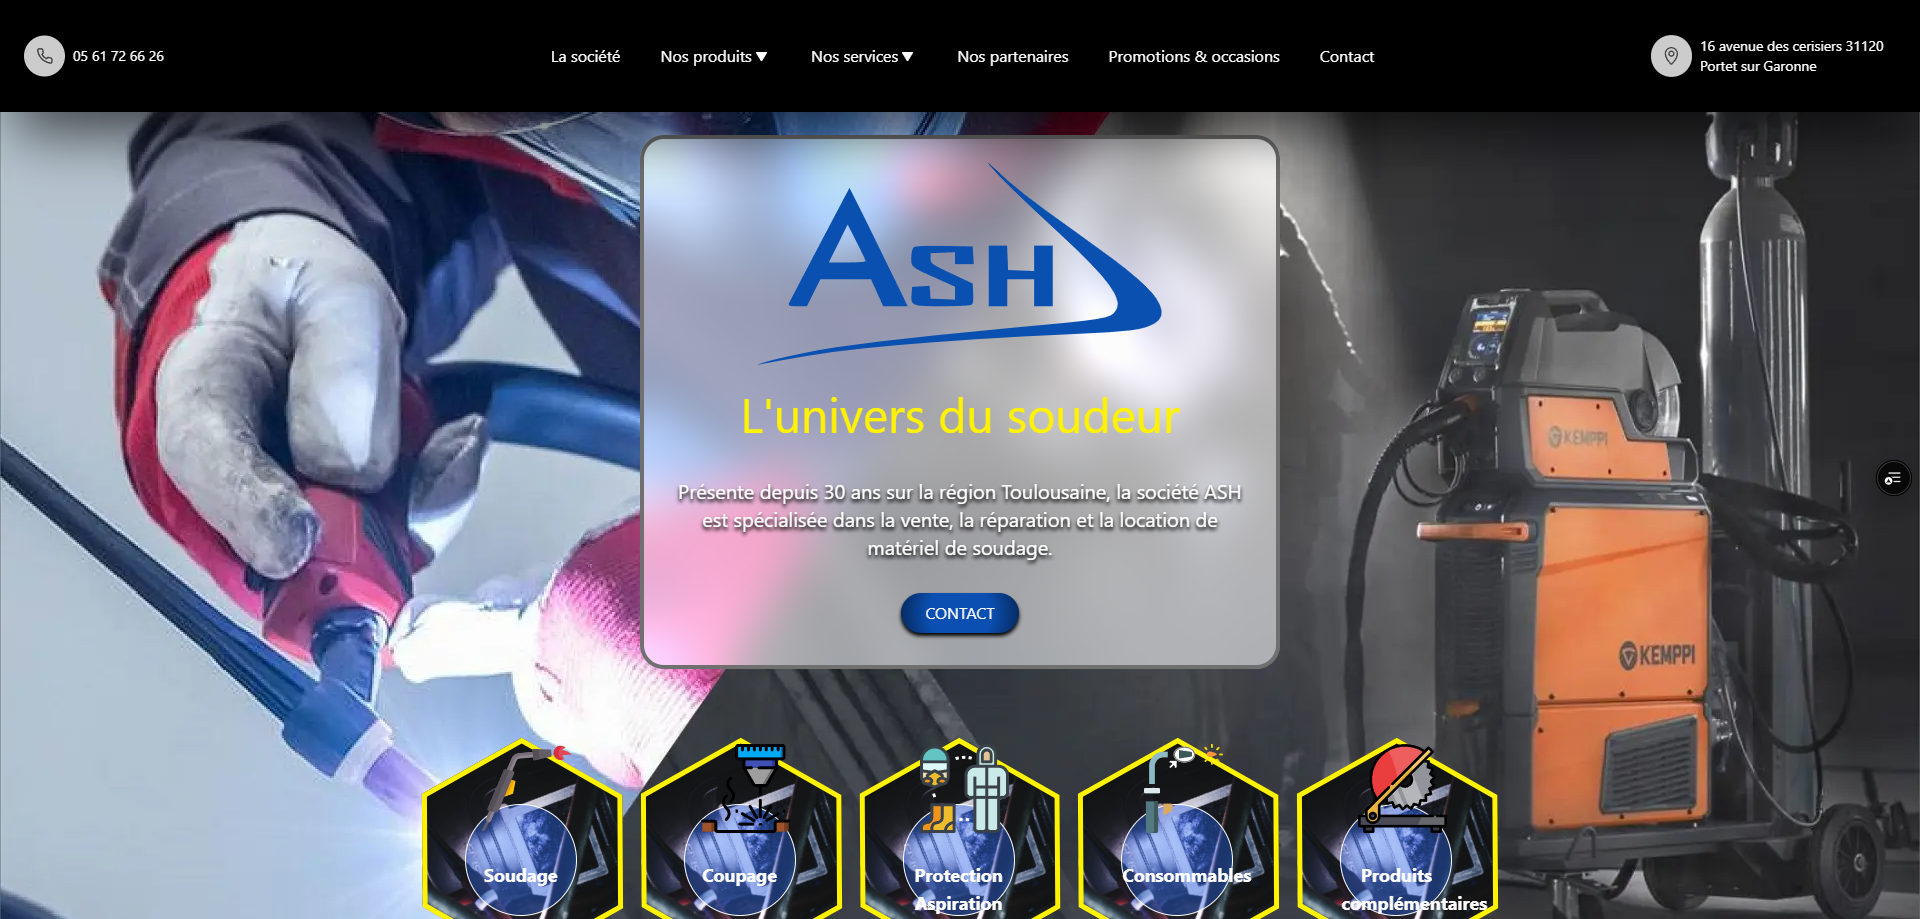 05 61 72 66 26
La société
Nos produits
Nos services
Nos partenaires
Promotions & occasions
Contact
16 avenue des cerisiers 31120
Portet sur Garonne
ASH
L'univers du soudeur
Présente depuis 30 ans sur la région Toulousaine, la société ASH
est spécialisée dans la vente, la réparation et la location de
matériel de soudage.
CONTACT
KEMPPI
KEMPPI
Soudage
Coupage
Protection
Aspiration
Consommables
Produits
complémentaires